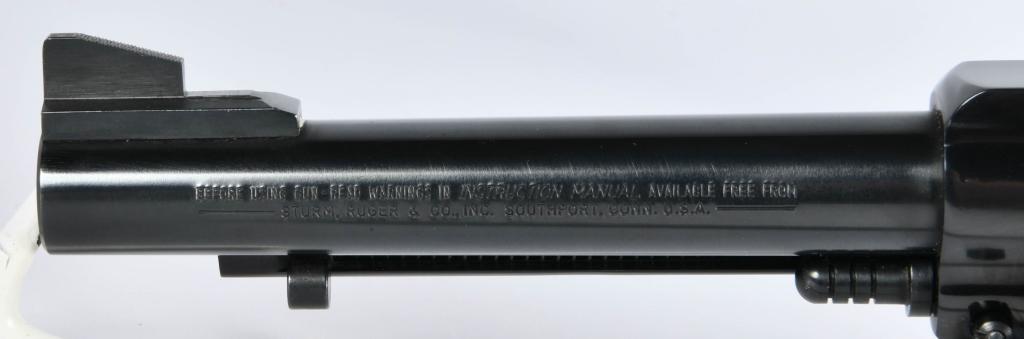 BEFORE USING GUN READ WARNINGS IN INSTRUCTION MANUAL AVAILABLE FREE FROM
STURM, RUGER & CO., INC. SOUTHPORT, CONN. U.S.A.